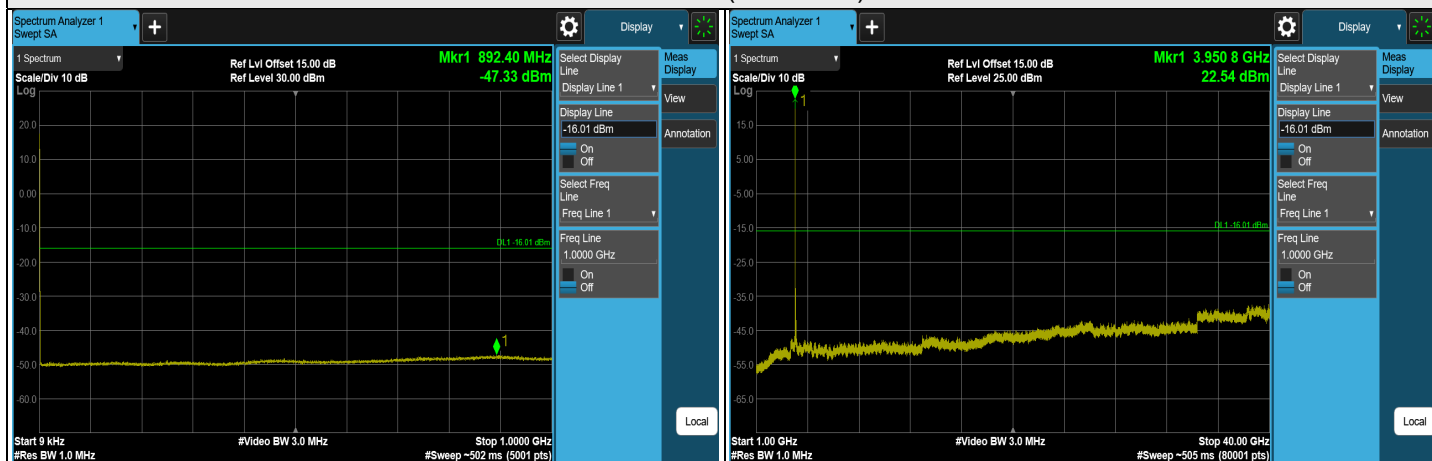 Spectrum Analyzer 1
Swept SA
+
Display
1 Spectrum
Scale/Div 10 dB
Log
Ref Lvl Offset 15.00 dB
Ref Level 30.00 dBm
Mkr1 892.40 MHz
-47.33 dBm
20.0
10.0
0.00
-10.0
-20.0
-30.0
-40.0
-50.0
-60.0
DL1 -16.01 dBm
1
Start 9 kHz
#Res BW 1.0 MHz
#Video BW 3.0 MHz
Stop 1.0000 GHz
#Sweep ~502 ms (5001 pts)
Select Display
Line
Display Line 1
Display Line
-16.01 dBm
On
Off
Select Freq
Line
Freq Line 1
Freq Line
1.0000 GHz
On
Off
Meas
Display
View
Annotation
Local
Spectrum Analyzer 1
Swept SA
+
Display
1 Spectrum
Scale/Div 10 dB
Log
Ref Lvl Offset 15.00 dB
Ref Level 25.00 dBm
Mkr1 3.950 8 GHz
22.54 dBm
1
15.0
5.00
-5.00
-15.0
-25.0
-35.0
-45.0
-55.0
-65.0
DL1 -16.01 dBm
Start 1.00 GHz
#Res BW 1.0 MHz
#Video BW 3.0 MHz
Stop 40.00 GHz
#Sweep ~505 ms (80001 pts)
Select Display
Line
Display Line 1
Display Line
-16.01 dBm
On
Off
Select Freq
Line
Freq Line 1
Freq Line
1.0000 GHz
On
Off
Meas
Display
View
Annotation
Local